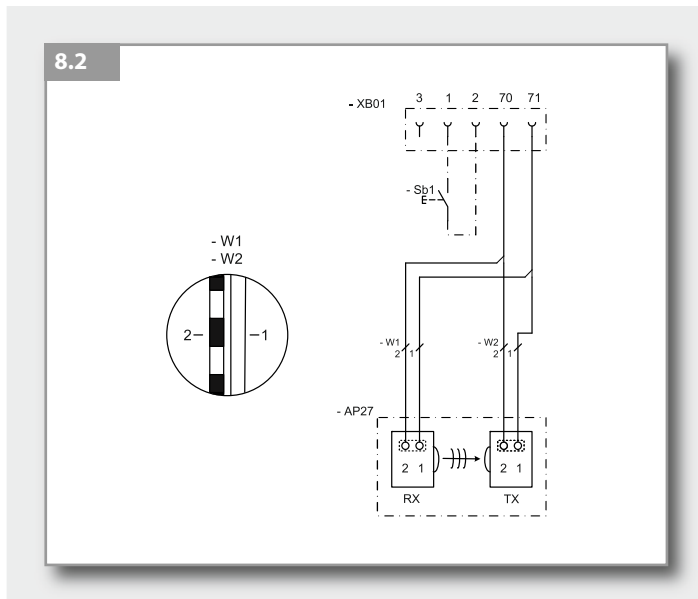 8.2
- XB01
3 1 2 70 71
- Sb1
- W1
- W2
2 1
- W1
2 1
- W2
2 1
- AP27
2 1
2 1
RX
TX